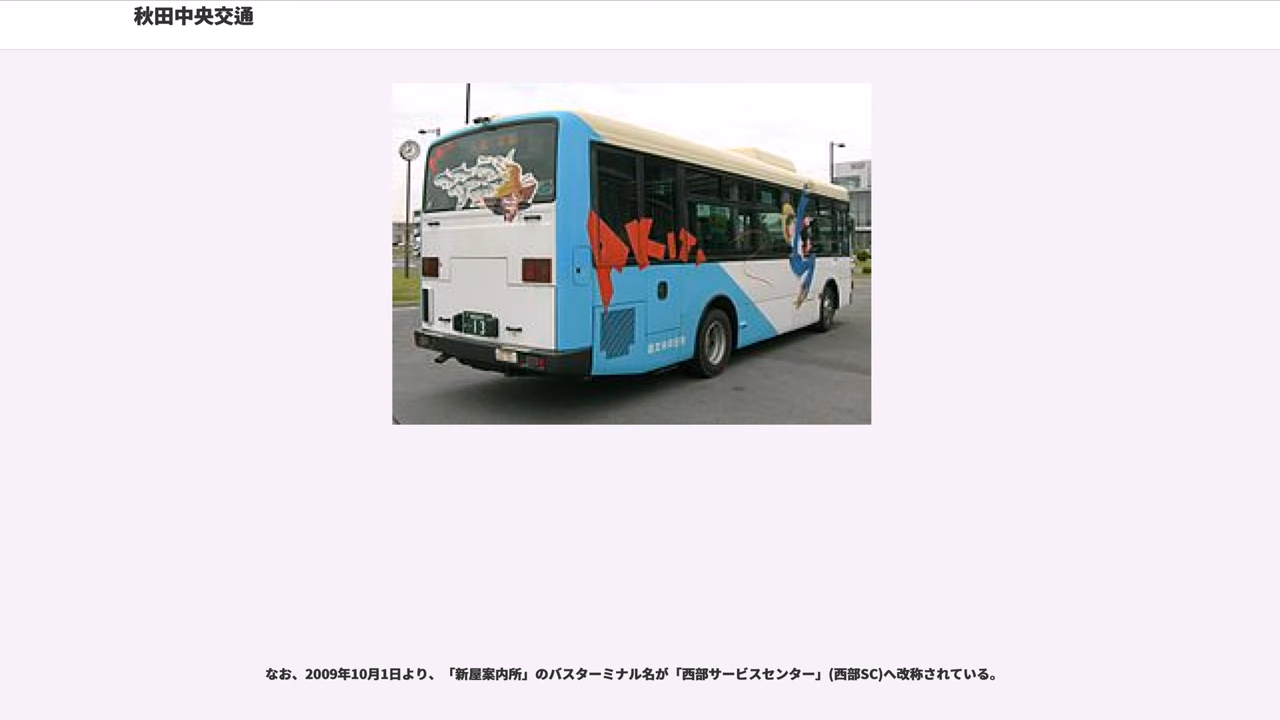 秋田中央交通
13
なお、2009年10月1日より、「新屋案内所」のバスターミナル名が「西部サービスセンター」(西部SC)へ改称されている。